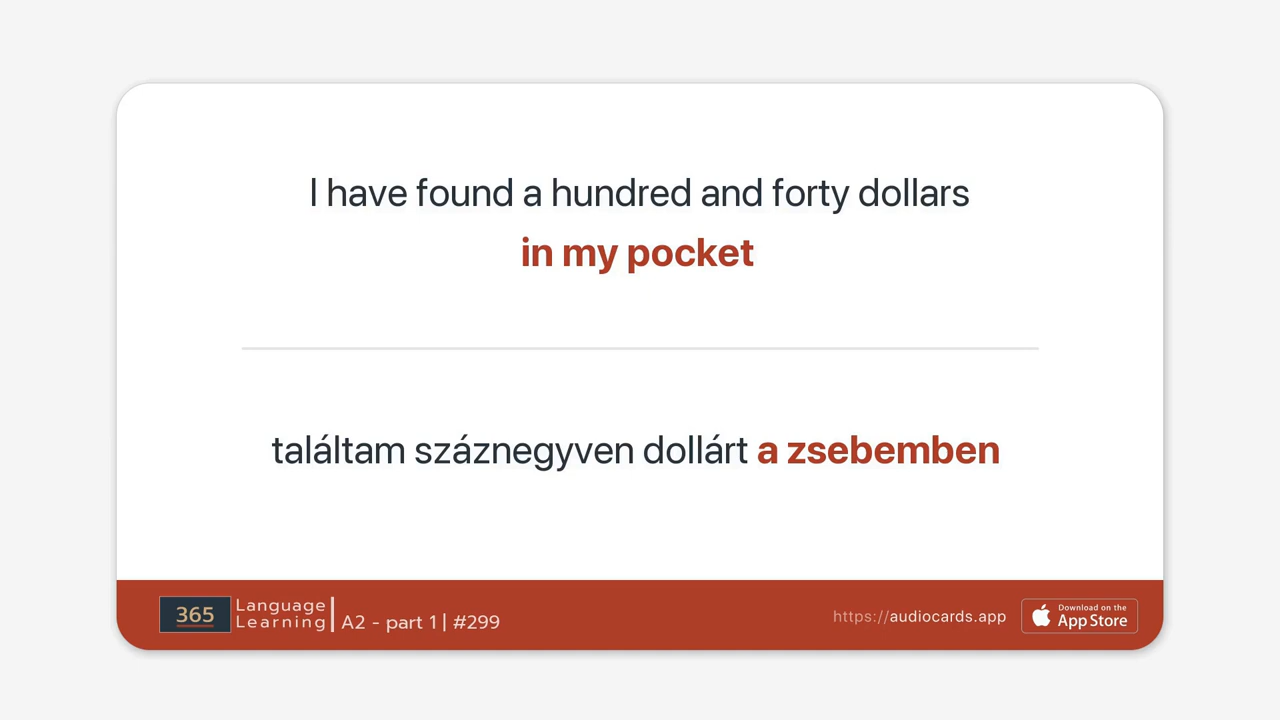 I have found a hundred and forty dollars
in my pocket
találtam száznegyven dollárt a zsebemben
365 Language Learning | A2 - part 1 | #299
https://audiocards.app
Download on the
App Store